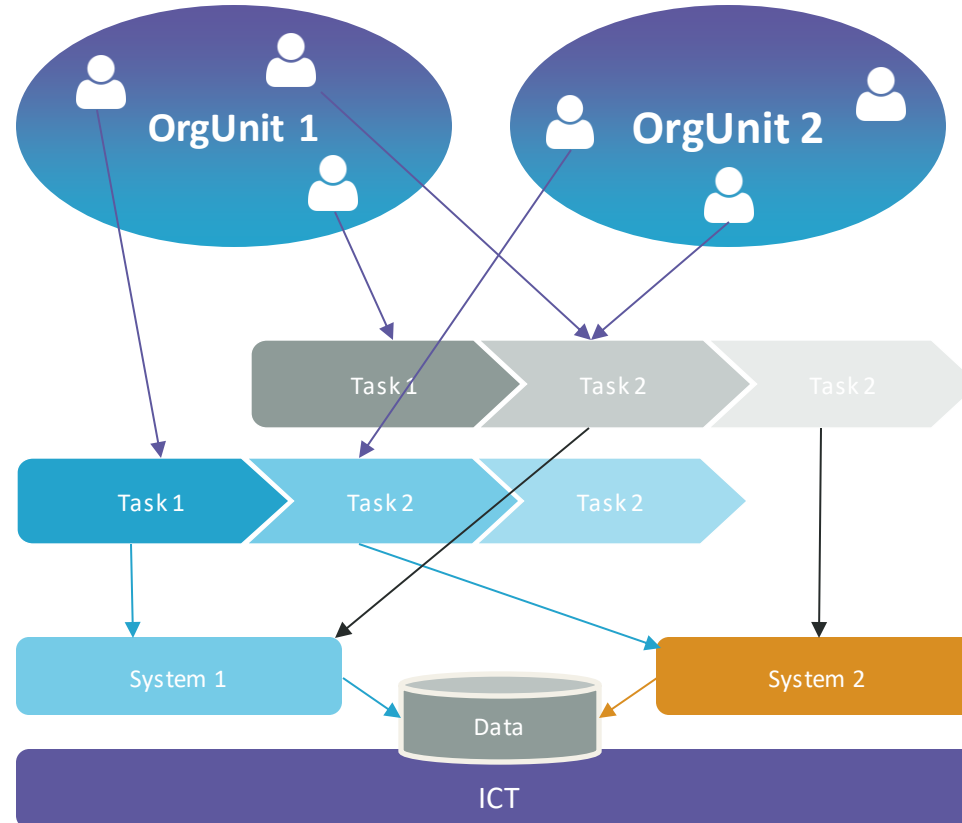 OrgUnit 1
OrgUnit 2
Task 1
Task 2
Task 2
Task 1
Task 2
Task 2
System 1
System 2
Data
ICT